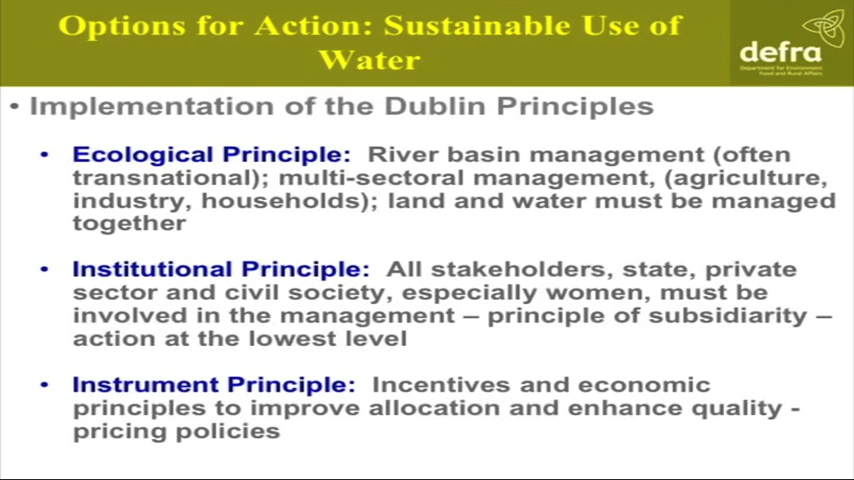 Options for Action: Sustainable Use of
Water
defra
Department for Environment
Food and Rural Affairs
• Implementation of the Dublin Principles
• Ecological Principle: River basin management (often
transnational); multi-sectoral management, (agriculture,
industry, households); land and water must be managed
together
• Institutional Principle: All stakeholders, state, private
sector and civil society, especially women, must be
involved in the management – principle of subsidiarity –
action at the lowest level
• Instrument Principle: Incentives and economic
principles to improve allocation and enhance quality -
pricing policies